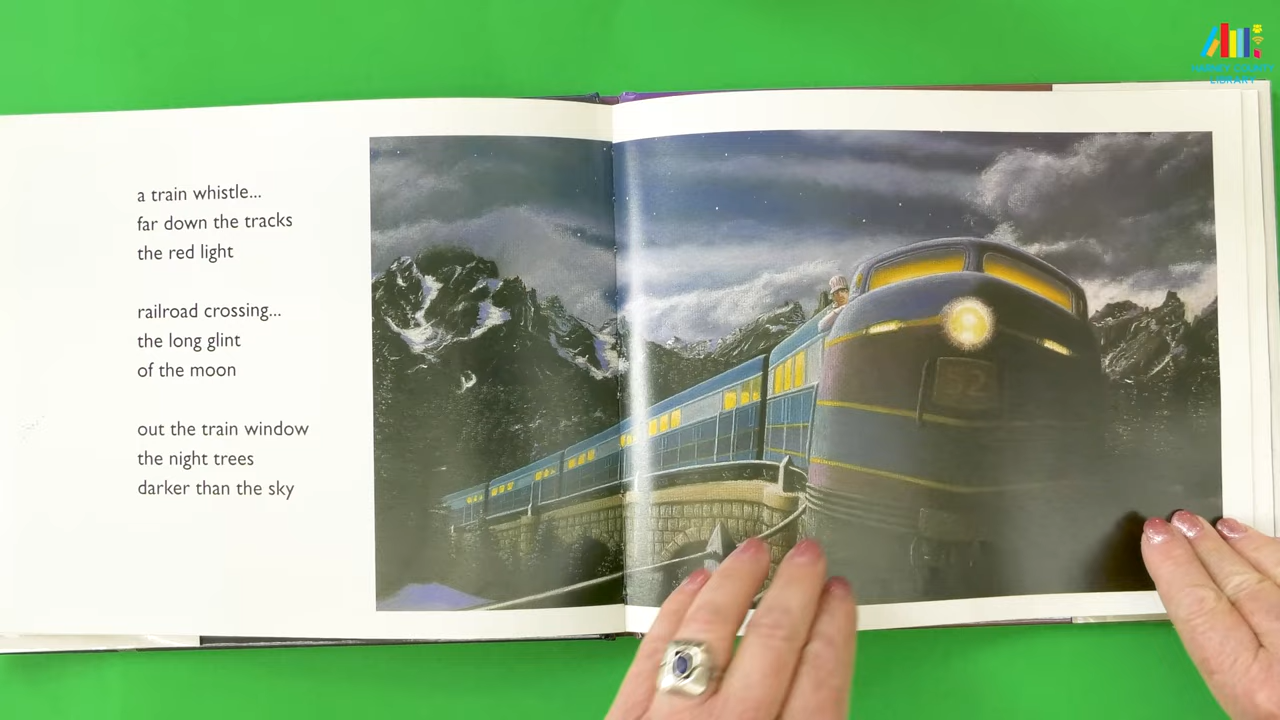 a train whistle...
far down the tracks
the red light
railroad crossing...
the long glint
of the moon
out the train window
the night trees
darker than the sky
52
LIBRARY